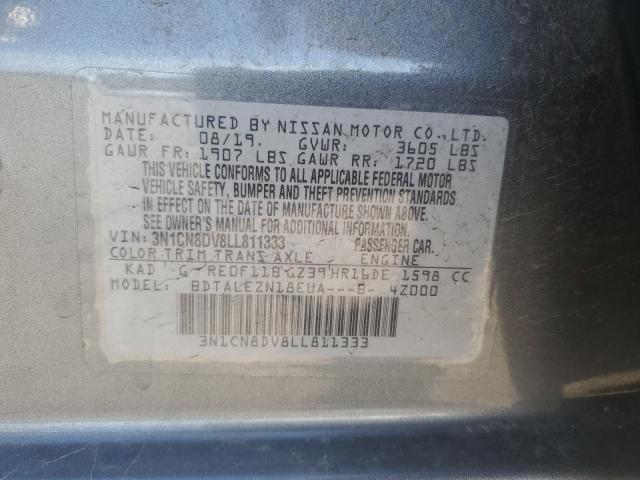 MANUFACTURED BY NISSAN MOTOR CO., LTD.
DATE: 08/19. GVWR: 3605 LBS
GAWR FR: 1907 LBS GAWR RR: 1720 LBS
THIS VEHICLE CONFORMS TO ALL APPLICABLE FEDERAL MOTOR
VEHICLE SAFETY, BUMPER AND THEFT PREVENTION STANDARDS
IN EFFECT ON THE DATE OF MANUFACTURE SHOWN ABOVE.
SEE OWNER'S MANUAL FOR ADDITIONAL INFORMATION.
VIN: 3N1CN8DV8LL811333 PASSENGER CAR.
COLOR TRIM TRANS AXLE ENGINE
KAD G RE0F11B GZ39 HR16DE 1598 CC
MODEL: BDTALEZN18EUA---B- 4Z000
3N1CN8DV8LL811333